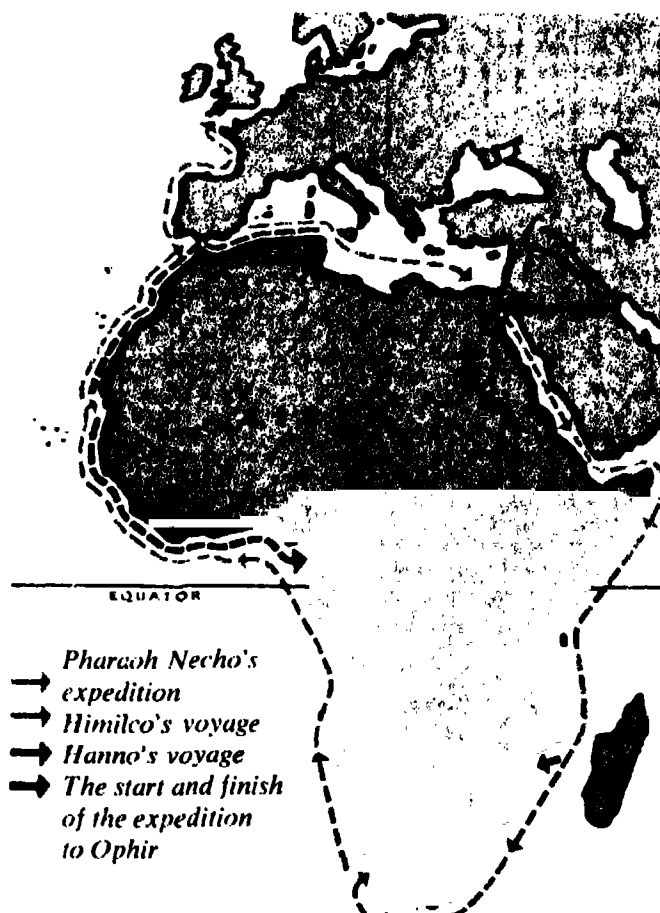 EQUATOR
Pharaoh Necho's
expedition
Himilco's voyage
Hanno's voyage
The start and finish
of the expedition
to Ophir